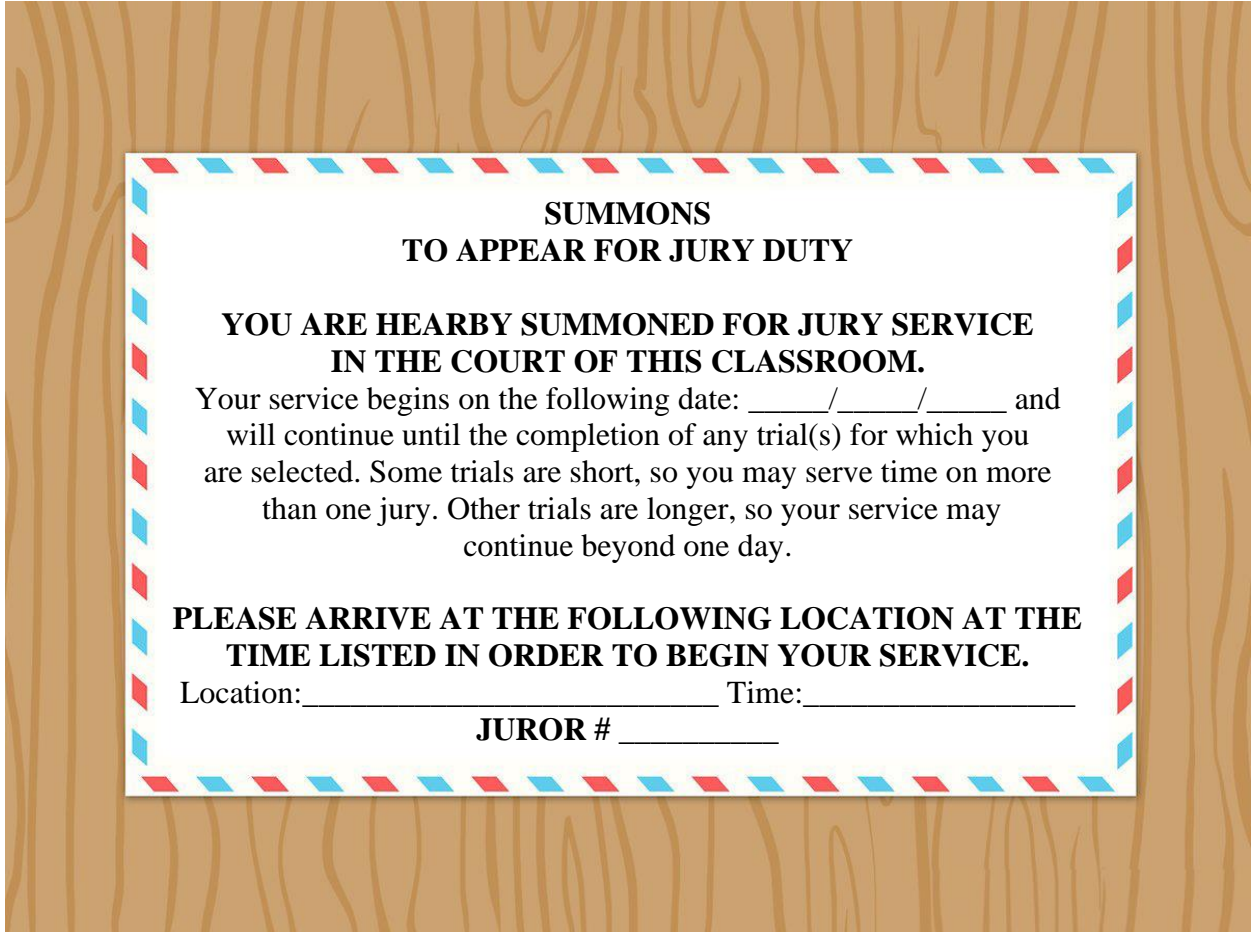 SUMMONS
TO APPEAR FOR JURY DUTY
YOU ARE HEARBY SUMMONED FOR JURY SERVICE
IN THE COURT OF THIS CLASSROOM.
Your service begins on the following date: _____/_____/_____ and
will continue until the completion of any trial(s) for which you
are selected. Some trials are short, so you may serve time on more
than one jury. Other trials are longer, so your service may
continue beyond one day.
PLEASE ARRIVE AT THE FOLLOWING LOCATION AT THE
TIME LISTED IN ORDER TO BEGIN YOUR SERVICE.
Location:__________________________ Time:_________________
JUROR # __________